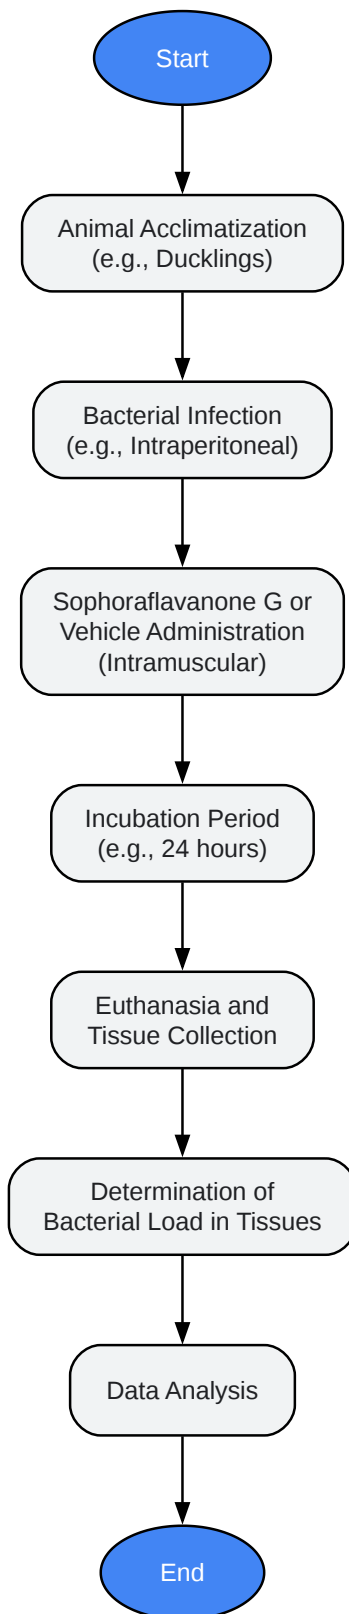 Start
Animal Acclimatization
(e.g., Ducklings)
Bacterial Infection
(e.g., Intraperitoneal)
Sophoraflavanone G or
Vehicle Administration
(Intramuscular)
Incubation Period
(e.g., 24 hours)
Euthanasia and
Tissue Collection
Determination of
Bacterial Load in Tissues
Data Analysis
End